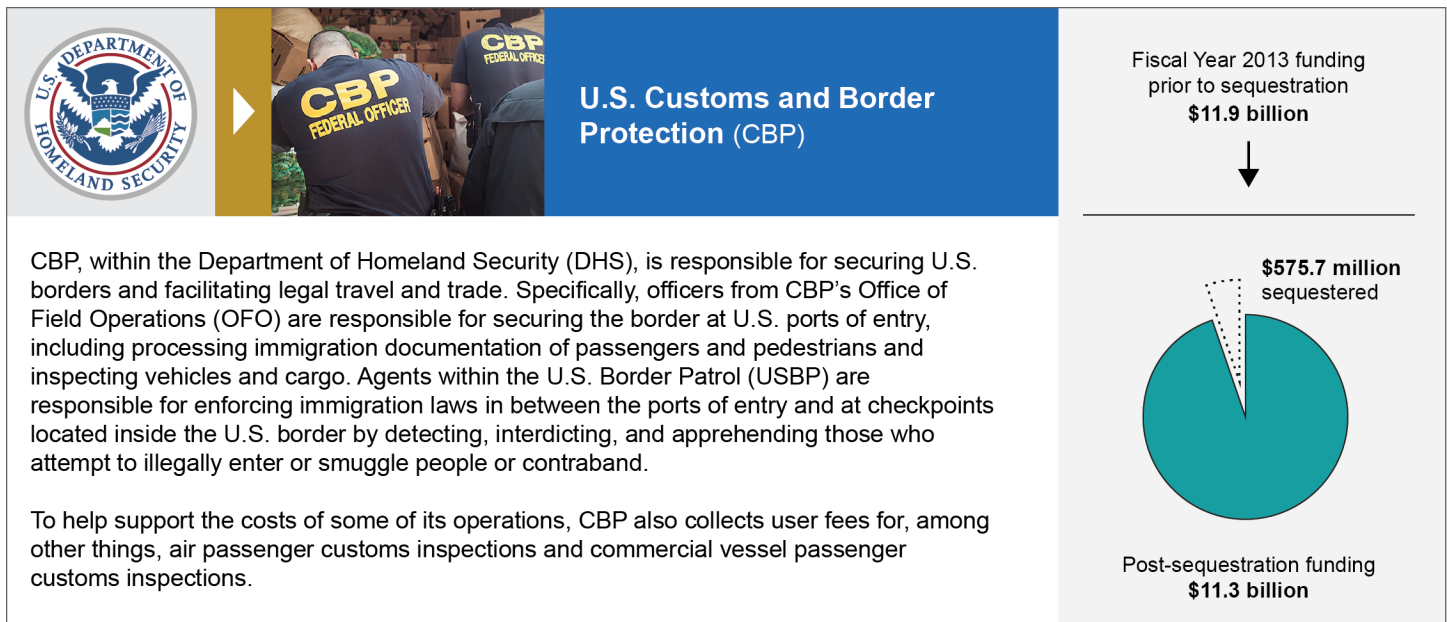 U.S. DEPARTMENT OF
HOMELAND SECURITY
CBP
FEDERAL OFFICER
CBP
FEDERAL OFFICE
U.S. Customs and Border
Protection (CBP)
CBP, within the Department of Homeland Security (DHS), is responsible for securing U.S.
borders and facilitating legal travel and trade. Specifically, officers from CBP’s Office of
Field Operations (OFO) are responsible for securing the border at U.S. ports of entry,
including processing immigration documentation of passengers and pedestrians and
inspecting vehicles and cargo. Agents within the U.S. Border Patrol (USBP) are
responsible for enforcing immigration laws in between the ports of entry and at checkpoints
located inside the U.S. border by detecting, interdicting, and apprehending those who
attempt to illegally enter or smuggle people or contraband.
To help support the costs of some of its operations, CBP also collects user fees for, among
other things, air passenger customs inspections and commercial vessel passenger
customs inspections.
Fiscal Year 2013 funding
prior to sequestration
$11.9 billion
$575.7 million
sequestered
Post-sequestration funding
$11.3 billion